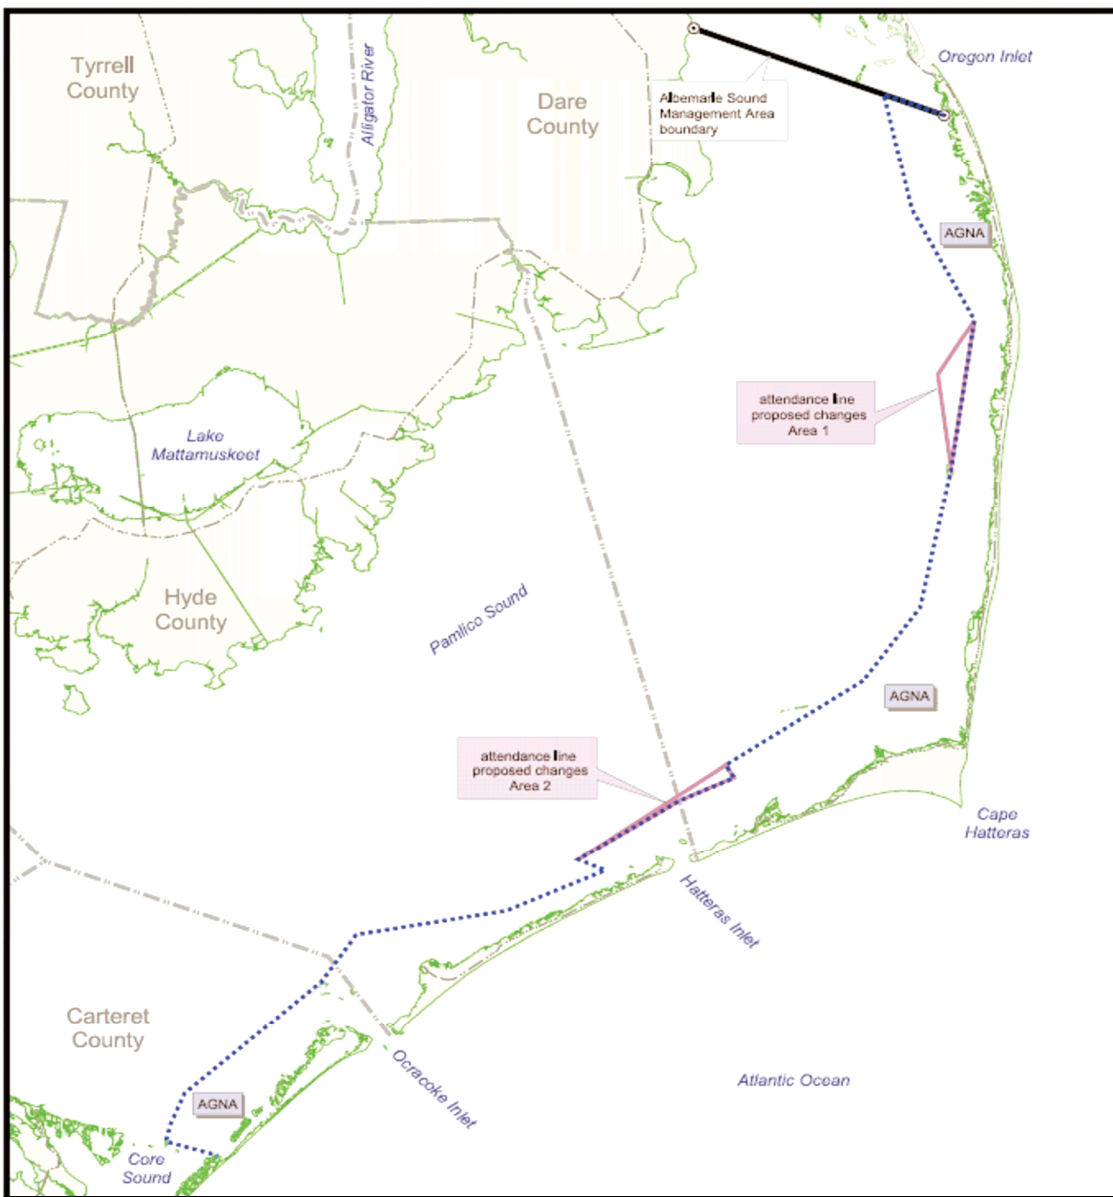 Oregon Inlet
Tyrrell
County
Alligator River
Dare
County
Albemarle Sound
Management Area
boundary
AGNA
attendance line
proposed changes
Area 1
Lake
Mattamuskeet
Hyde
County
Pamlico Sound
AGNA
attendance line
proposed changes
Area 2
Cape
Hatteras
Hatteras Inlet
Carteret
County
Ocracoke Inlet
Atlantic Ocean
AGNA
Core
Sound